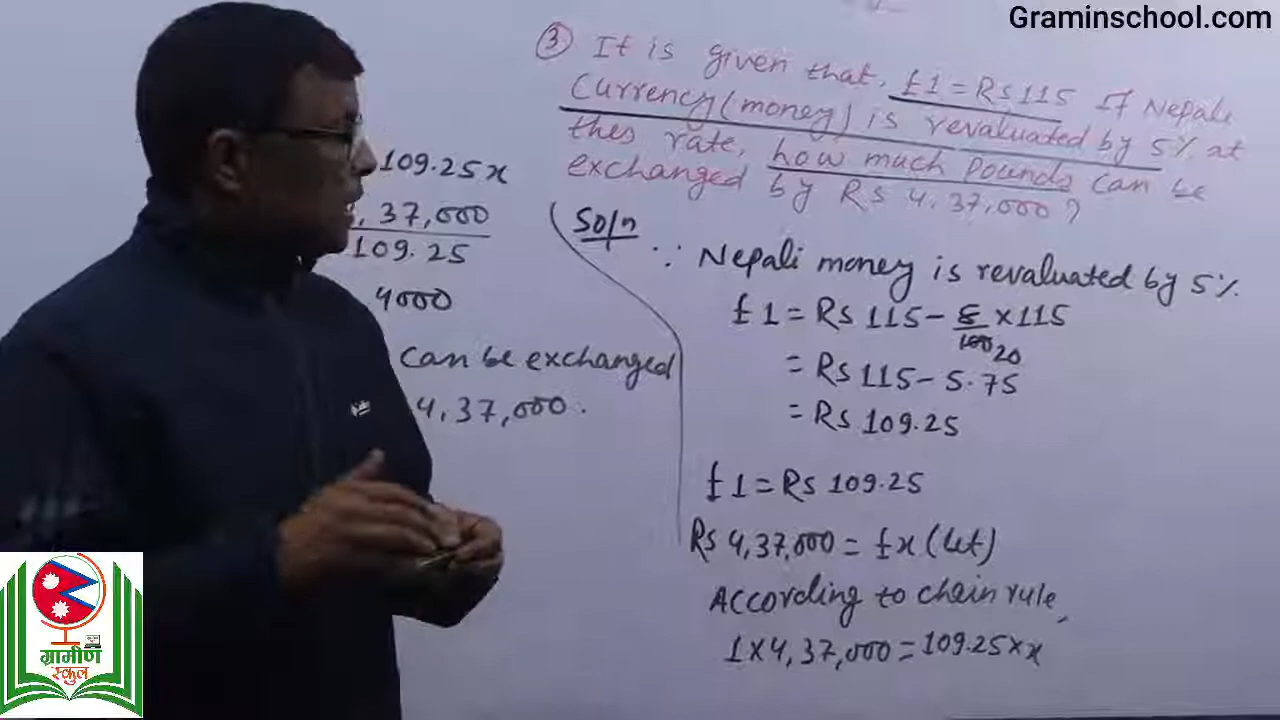 Graminschool.com
③ It is given that, £1 = Rs 115 If Nepali
Currency (money) is revaluated by 5% at
thes rate, how much Pounds can be
exchanged by Rs 4,37,000?
Soln
∵ Nepali money is revaluated by 5%.
£1 = Rs 115 - 5/100 20 × 115
= Rs 115 - 5.75
= Rs 109.25
£1 = Rs 109.25
Rs 4,37,000 = £x (let)
According to chain rule,
1 × 4,37,000 = 109.25 × x
109.25x
, 37,000
109.25
4000
can be exchanged
4,37,000.
ग्रामीण
स्कुल